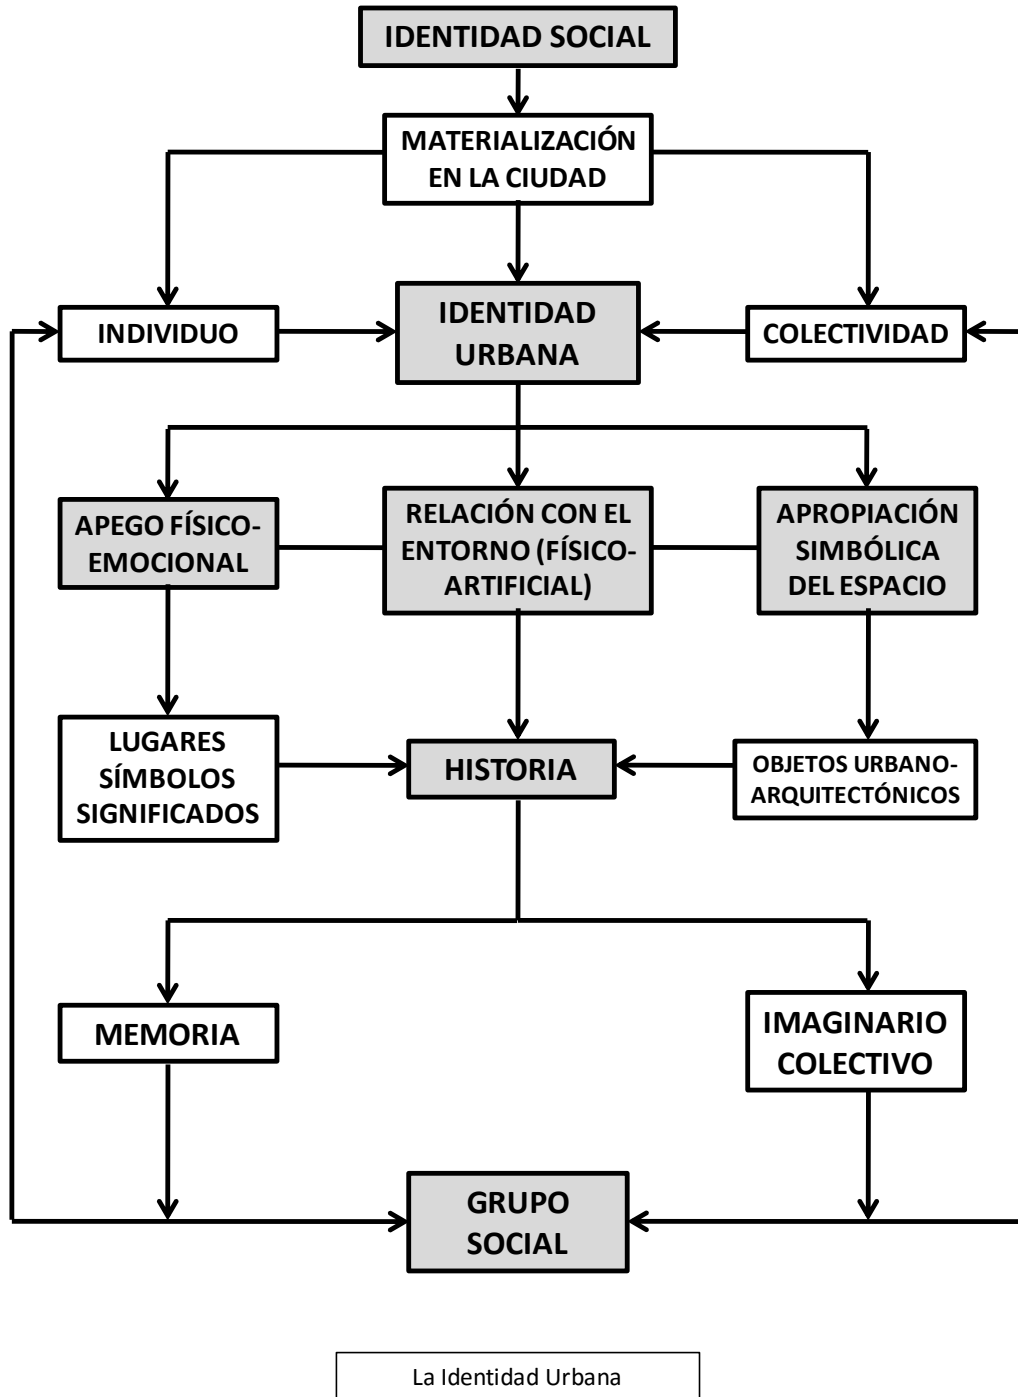 IDENTIDAD SOCIAL
MATERIALIZACIÓN
EN LA CIUDAD
INDIVIDUO
IDENTIDAD
URBANA
COLECTIVIDAD
APEGO FÍSICO-
EMOCIONAL
RELACIÓN CON EL
ENTORNO (FÍSICO-
ARTIFICIAL)
APROPIACIÓN
SIMBÓLICA
DEL ESPACIO
LUGARES
SÍMBOLOS
SIGNIFICADOS
HISTORIA
OBJETOS URBANO-
ARQUITECTÓNICOS
MEMORIA
IMAGINARIO
COLECTIVO
GRUPO
SOCIAL
La Identidad Urbana